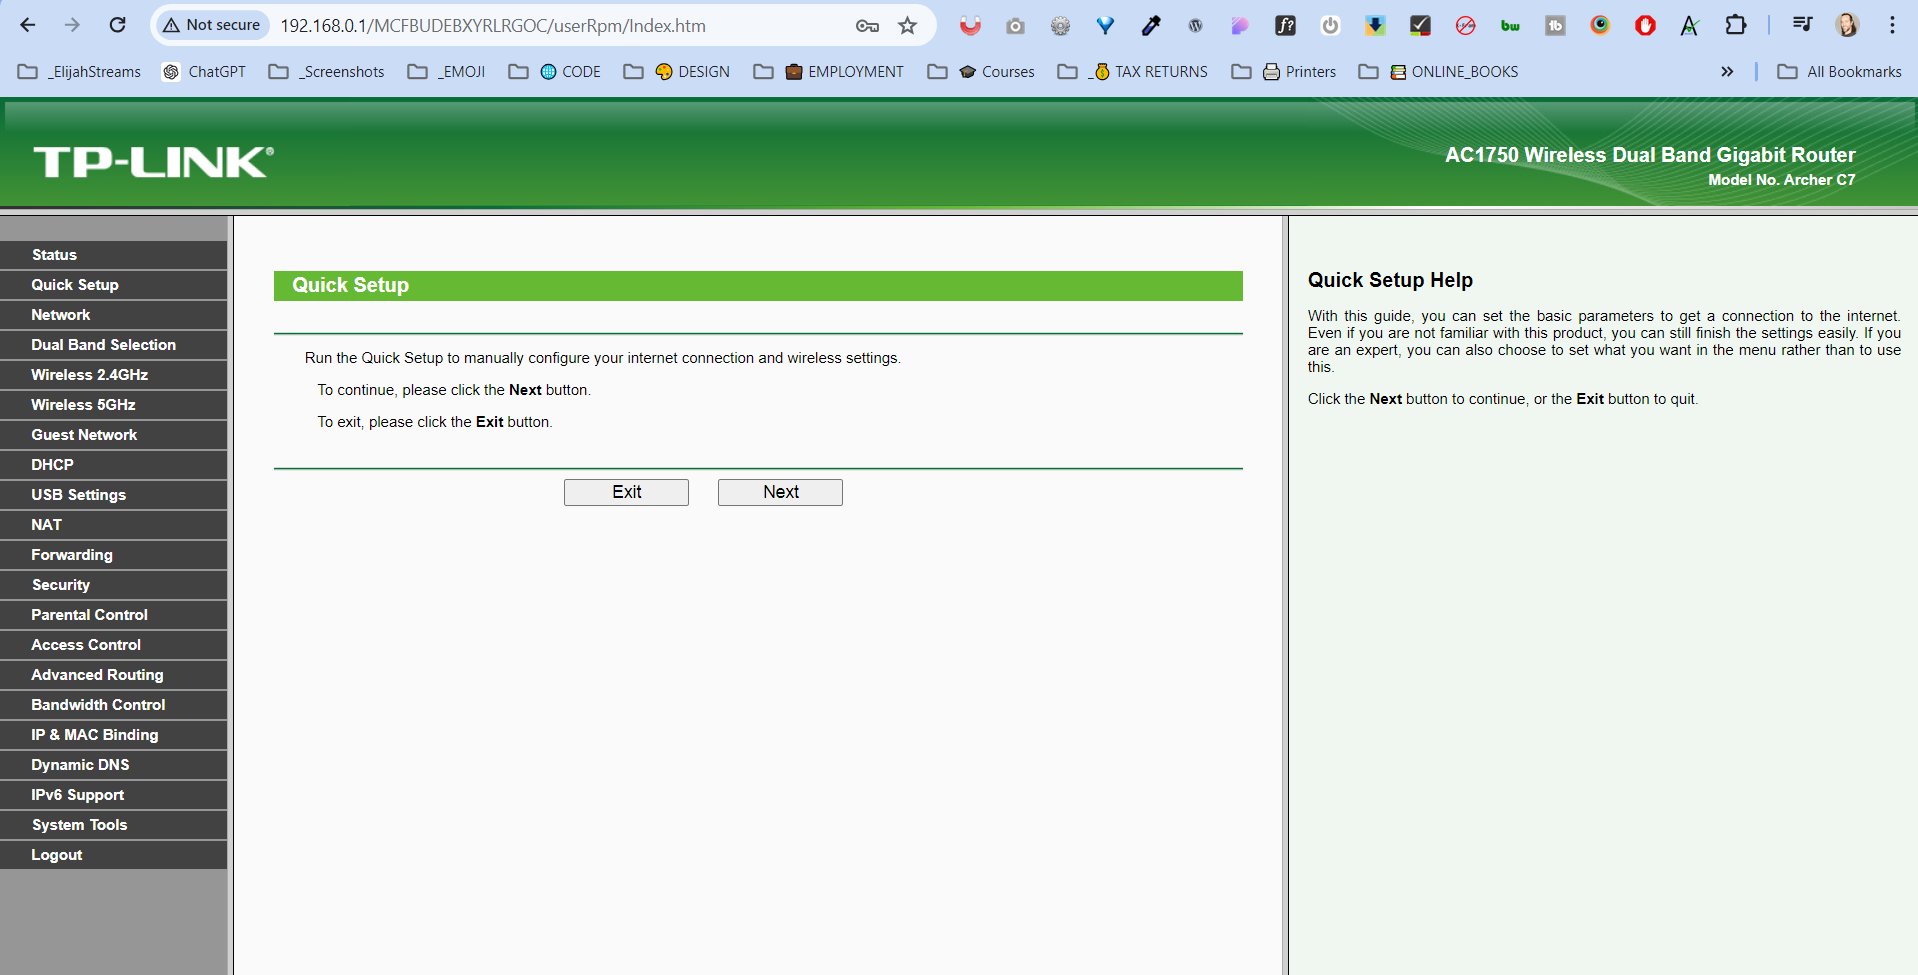 Not secure 192.168.0.1/MCFBUDEBXYRLRGOC/userRpm/Index.htm f? bw tb
_ElijahStreams ChatGPT _Screenshots _EMOJI CODE DESIGN EMPLOYMENT Courses _ TAX RETURNS Printers ONLINE_BOOKS » All Bookmarks
TP-LINK®
AC1750 Wireless Dual Band Gigabit Router
Model No. Archer C7
Status
Quick Setup
Network
Dual Band Selection
Wireless 2.4GHz
Wireless 5GHz
Guest Network
DHCP
USB Settings
NAT
Forwarding
Security
Parental Control
Access Control
Advanced Routing
Bandwidth Control
IP & MAC Binding
Dynamic DNS
IPv6 Support
System Tools
Logout
Quick Setup
Run the Quick Setup to manually configure your internet connection and wireless settings.
To continue, please click the Next button.
To exit, please click the Exit button.
Exit Next
Quick Setup Help
With this guide, you can set the basic parameters to get a connection to the internet.
Even if you are not familiar with this product, you can still finish the settings easily. If you
are an expert, you can also choose to set what you want in the menu rather than to use
this.
Click the Next button to continue, or the Exit button to quit.